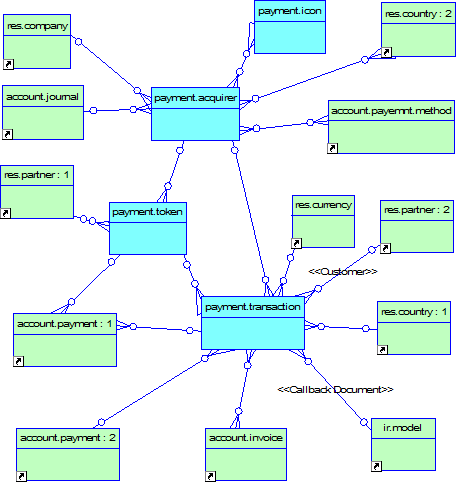 payment.icon
res.country : 2
res.company
account.journal
payment.acquirer
account.payemnt.method
res.partner : 1
payment.token
res.currency
res.partner : 2
<<Customer>>
payment.transaction
res.country : 1
account.payment : 1
<<Callback Document>>
account.payment : 2
account.invoice
ir.model